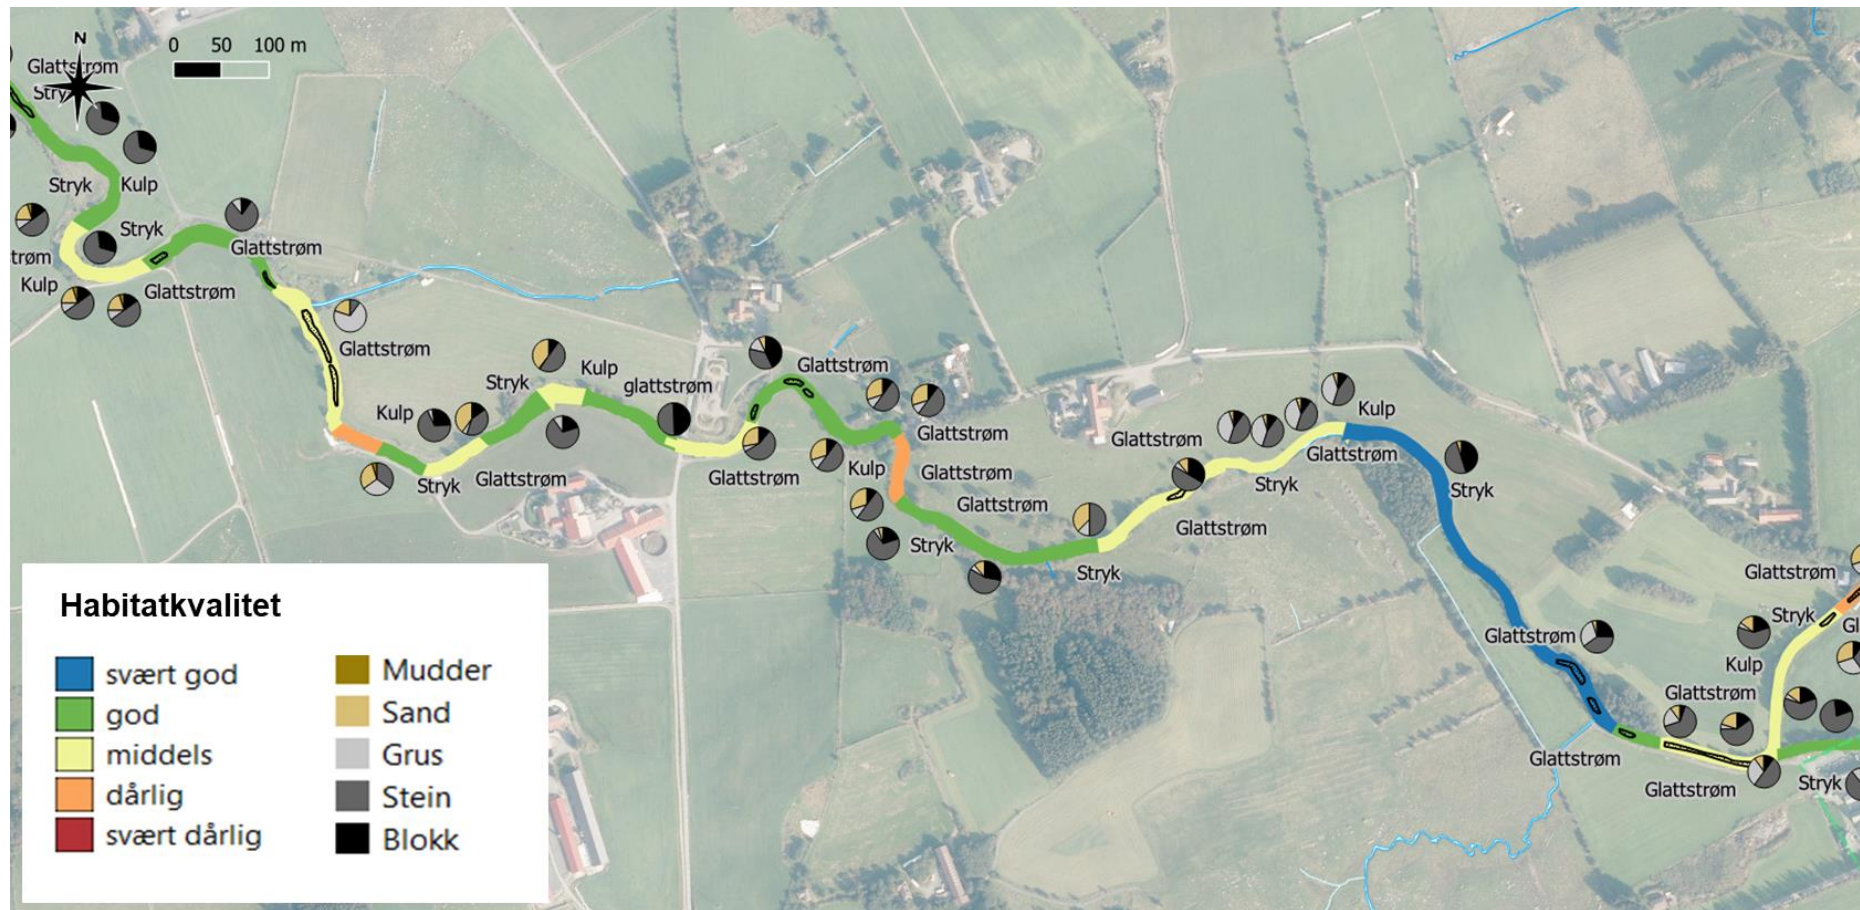 N
0 50 100 m
Glattstrøm
Stryk
Stryk
Kulp
Stryk
Glattstrøm
trøm
Kulp
Glattstrøm
Glattstrøm
Kulp
Stryk
Glattstrøm
Stryk
Kulp
glattstrøm
Glattstrøm
Glattstrøm
Glattstrøm
Kulp
Glattstrøm
Glattstrøm
Stryk
Stryk
Glattstrøm
Glattstrøm
Stryk
Glattstrøm
Kulp
Stryk
Glattstrøm
Glattstrøm
Glattstrøm
Glattstrøm
Kulp
Stryk
Glattstrøm
Gl
Stryk
Habitatkvalitet
svært god
god
middels
dårlig
svært dårlig
Mudder
Sand
Grus
Stein
Blokk